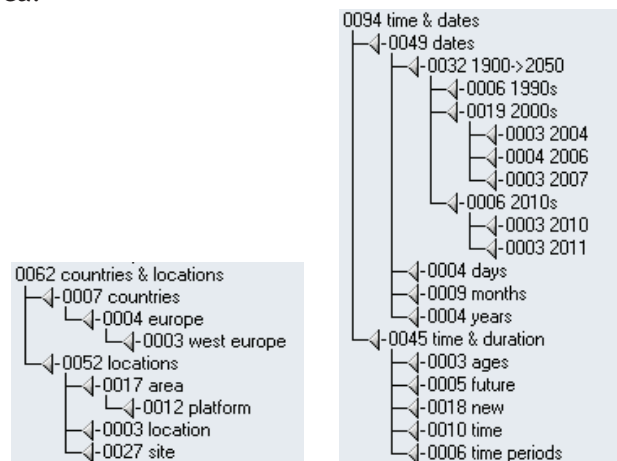 0062 countries & locations
0007 countries
0004 europe
0003 west europe
0052 locations
0017 area
0012 platform
0003 location
0027 site
0094 time & dates
0049 dates
0032 1900->2050
0006 1990s
0019 2000s
0003 2004
0004 2006
0003 2007
0006 2010s
0003 2010
0003 2011
0004 days
0009 months
0004 years
0045 time & duration
0003 ages
0005 future
0018 new
0010 time
0006 time periods